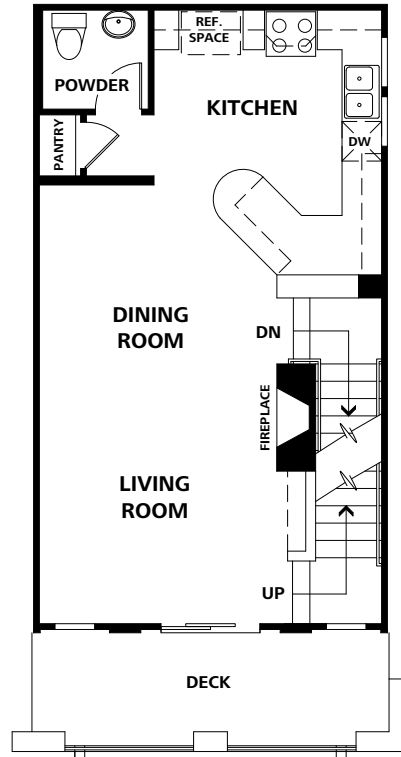 REF.
SPACE
POWDER
KITCHEN
PANTRY
DW
DINING
ROOM
DN
FIREPLACE
LIVING
ROOM
UP
DECK